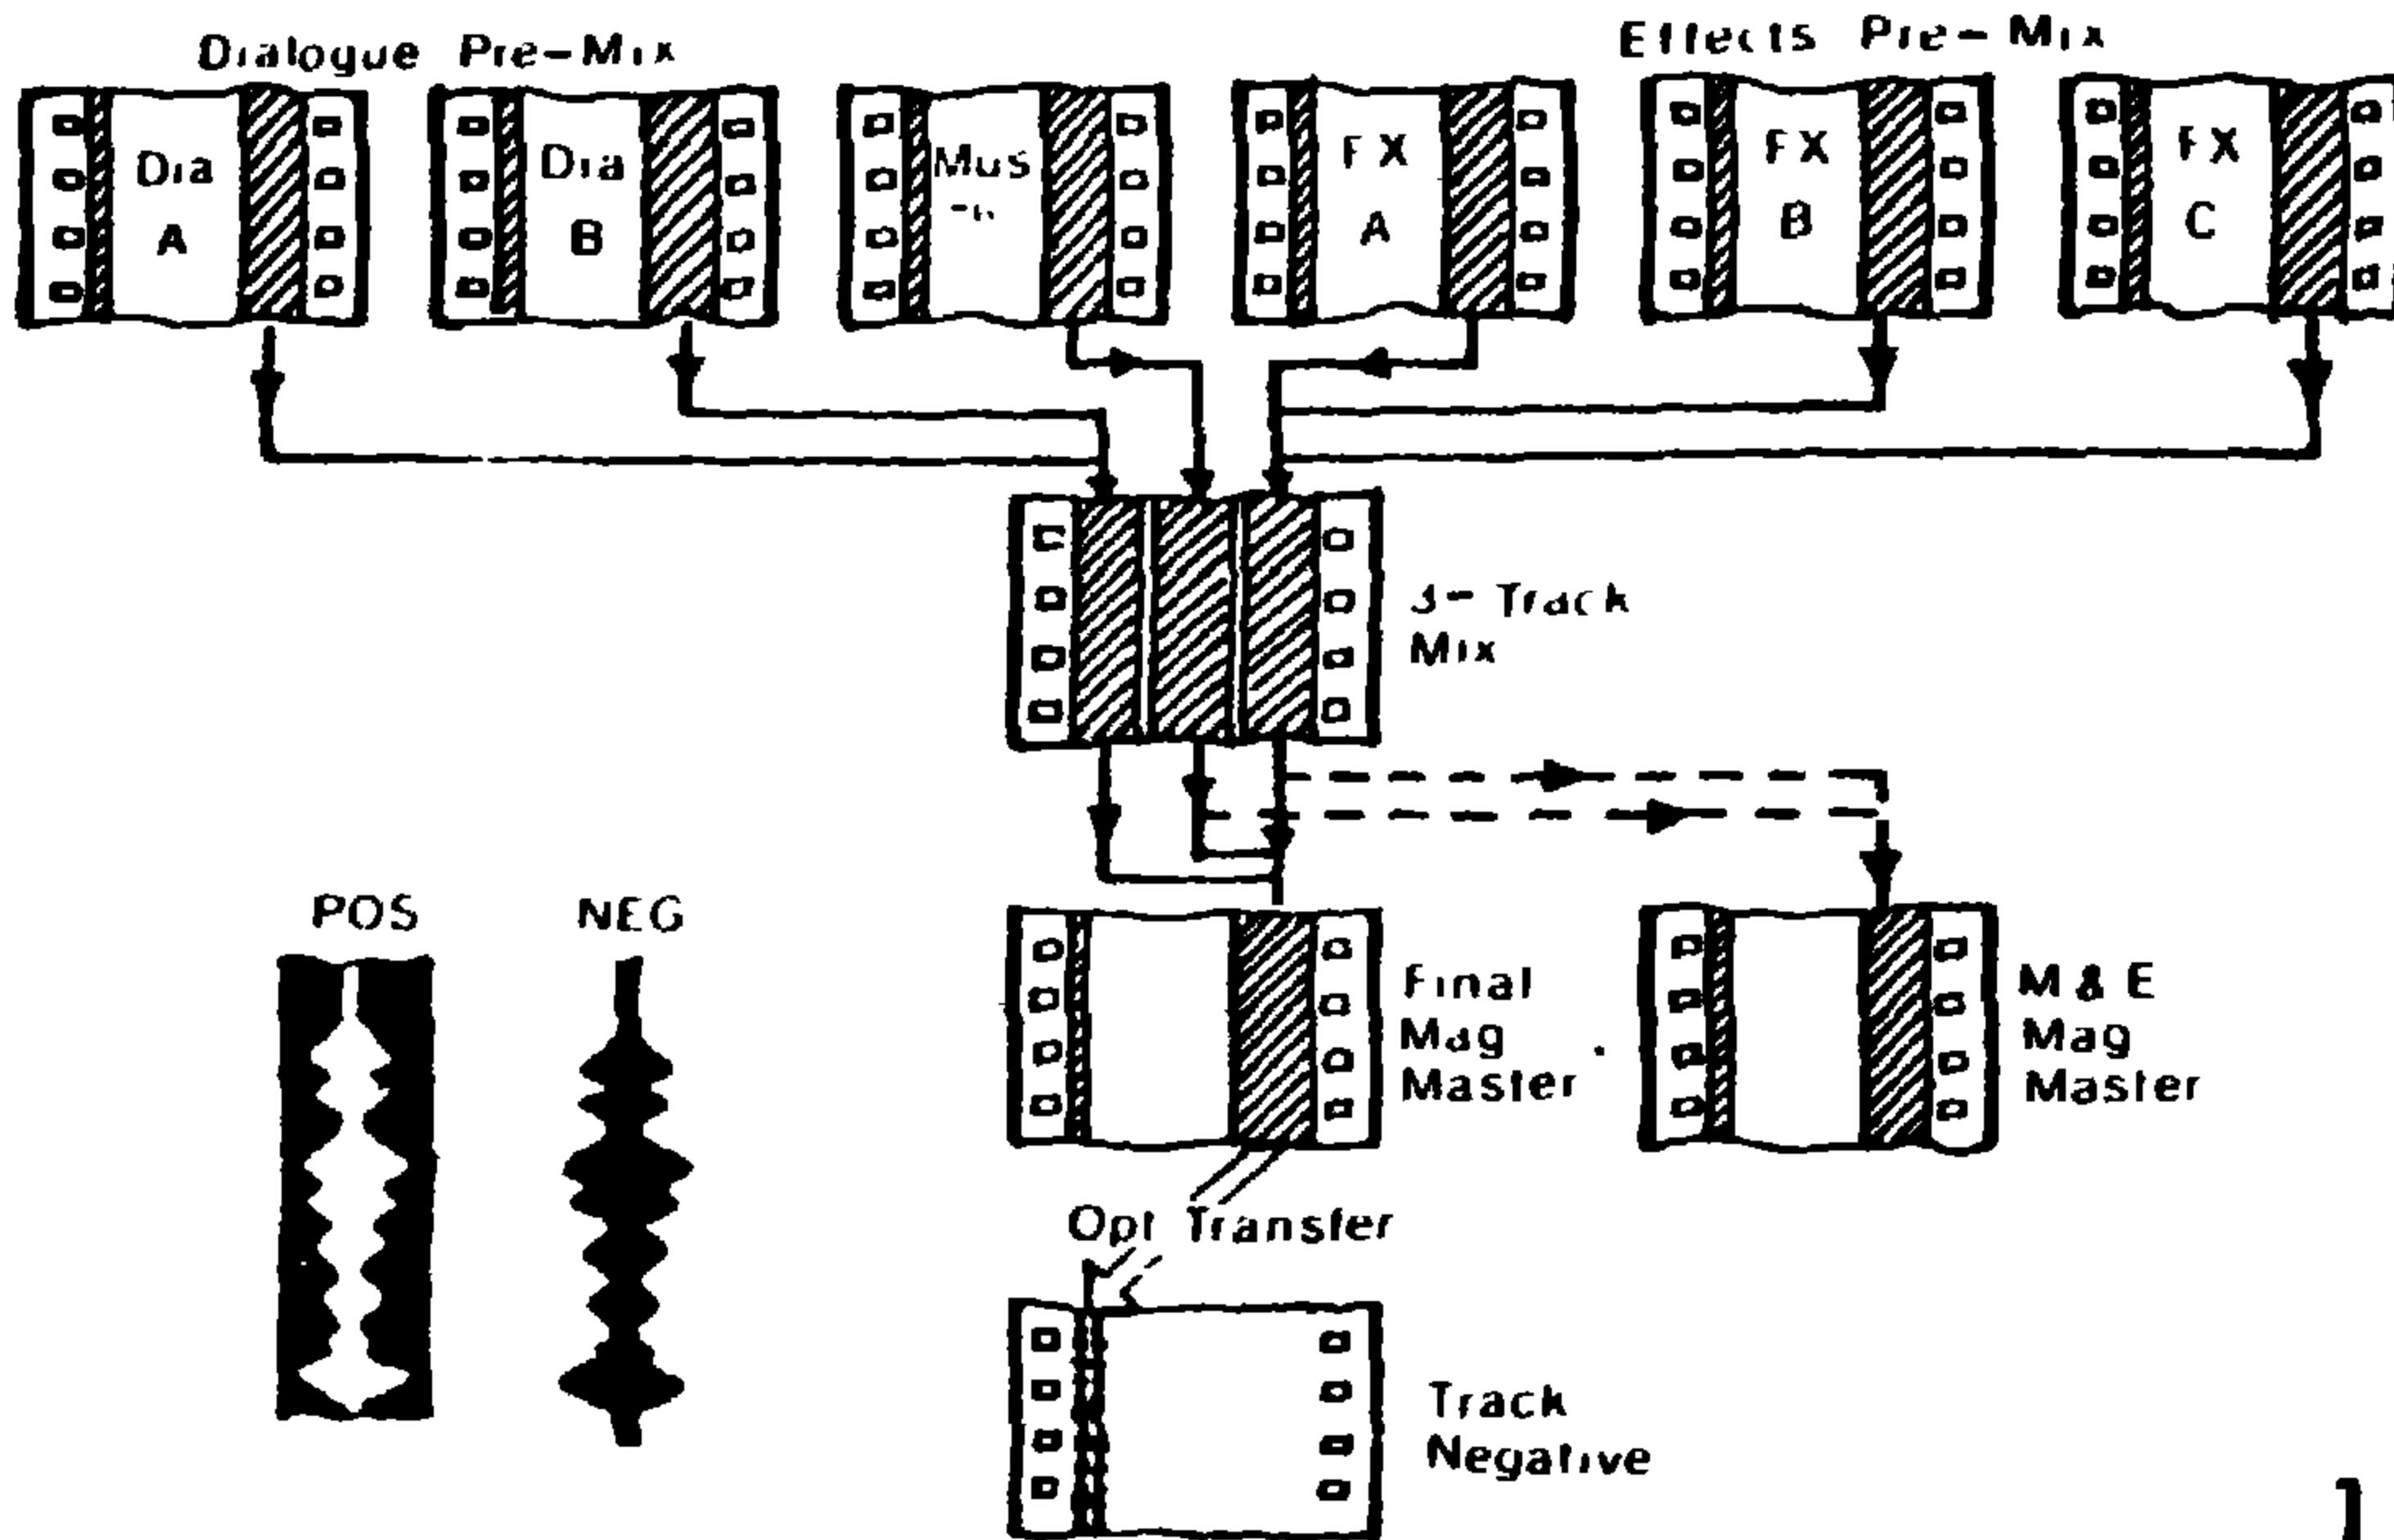 Dialogue Pre-Mix
Effects Pre-Mix
Dia
A
Dia
B
Mus
FX
A
FX
B
FX
C
3-Track
Mix
POS
NEG
Final
Mag
Master
M & E
Mag
Master
Opt Transfer
Track
Negative